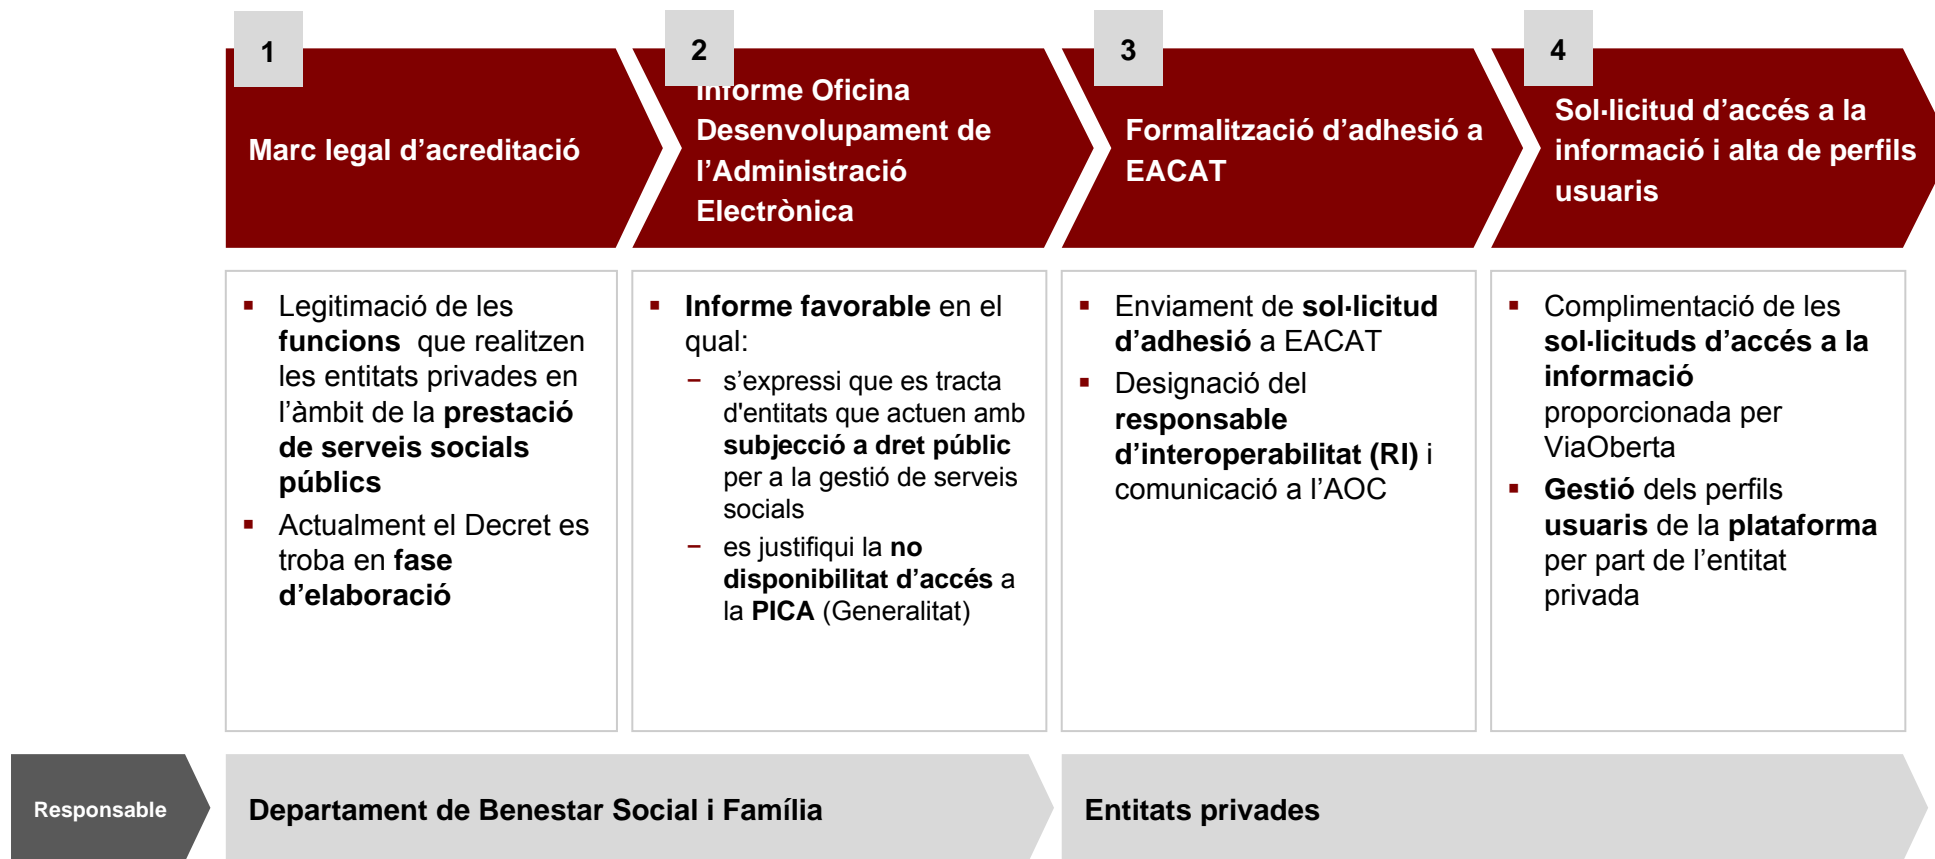 1
Marc legal d’acreditació
2
Informe Oficina
Desenvolupament de
l’Administració
Electrònica
3
Formalització d’adhesió a
EACAT
4
Sol·licitud d’accés a la
informació i alta de perfils
usuaris
▪ Legitimació de les
funcions que realitzen
les entitats privades en
l’àmbit de la prestació
de serveis socials
públics
▪ Actualment el Decret es
troba en fase
d’elaboració
▪ Informe favorable en el
qual:
− s’expressi que es tracta
d'entitats que actuen amb
subjecció a dret públic
per a la gestió de serveis
socials
− es justifiqui la no
disponibilitat d’accés a
la PICA (Generalitat)
▪ Enviament de sol·licitud
d’adhesió a EACAT
▪ Designació del
responsable
d’interoperabilitat (RI) i
comunicació a l’AOC
▪ Complimentació de les
sol·licituds d’accés a la
informació
proporcionada per
ViaOberta
▪ Gestió dels perfils
usuaris de la plataforma
per part de l’entitat
privada
Responsable
Departament de Benestar Social i Família
Entitats privades